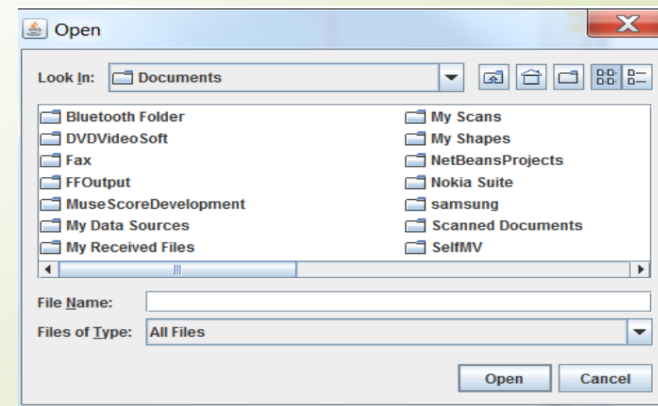 Open
Look In: Documents
Bluetooth Folder
DVDVideoSoft
Fax
FFOutput
MuseScoreDevelopment
My Data Sources
My Received Files
My Scans
My Shapes
NetBeansProjects
Nokia Suite
samsung
Scanned Documents
SelfMV
File Name:
Files of Type: All Files
Open Cancel